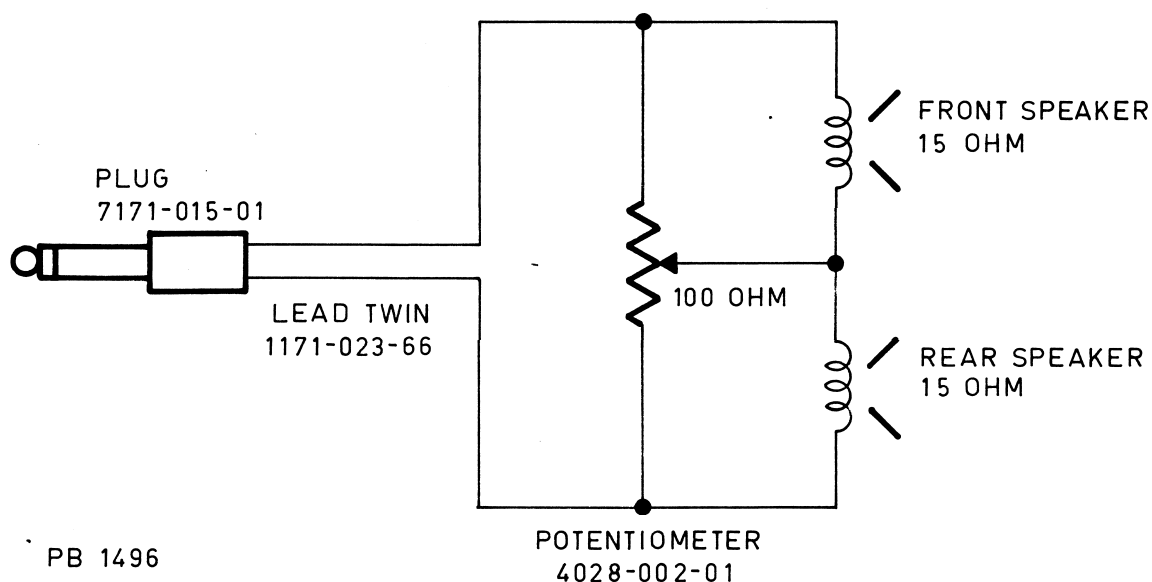 FRONT SPEAKER
15 OHM
PLUG
7171-015-01
100 OHM
LEAD TWIN
1171-023-66
REAR SPEAKER
15 OHM
POTENTIOMETER
4028-002-01
PB 1496